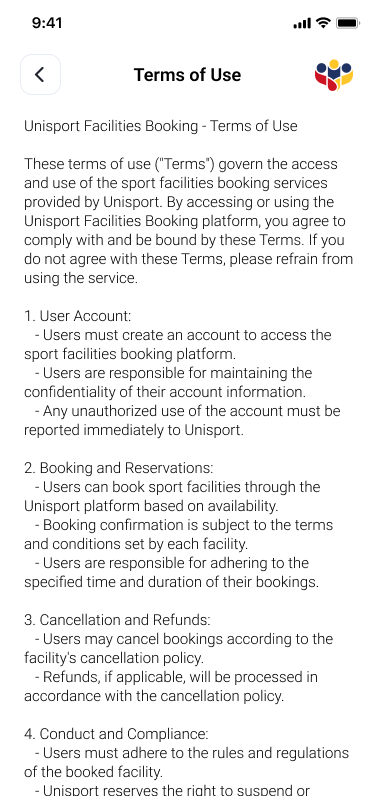 9:41
Terms of Use
Unisport Facilities Booking - Terms of Use
These terms of use ("Terms") govern the access
and use of the sport facilities booking services
provided by Unisport. By accessing or using the
Unisport Facilities Booking platform, you agree to
comply with and be bound by these Terms. If you
do not agree with these Terms, please refrain from
using the service.
1. User Account:
- Users must create an account to access the
sport facilities booking platform.
- Users are responsible for maintaining the
confidentiality of their account information.
- Any unauthorized use of the account must be
reported immediately to Unisport.
2. Booking and Reservations:
- Users can book sport facilities through the
Unisport platform based on availability.
- Booking confirmation is subject to the terms
and conditions set by each facility.
- Users are responsible for adhering to the
specified time and duration of their bookings.
3. Cancellation and Refunds:
- Users may cancel bookings according to the
facility's cancellation policy.
- Refunds, if applicable, will be processed in
accordance with the cancellation policy.
4. Conduct and Compliance:
- Users must adhere to the rules and regulations
of the booked facility.
- Unisport reserves the right to suspend or